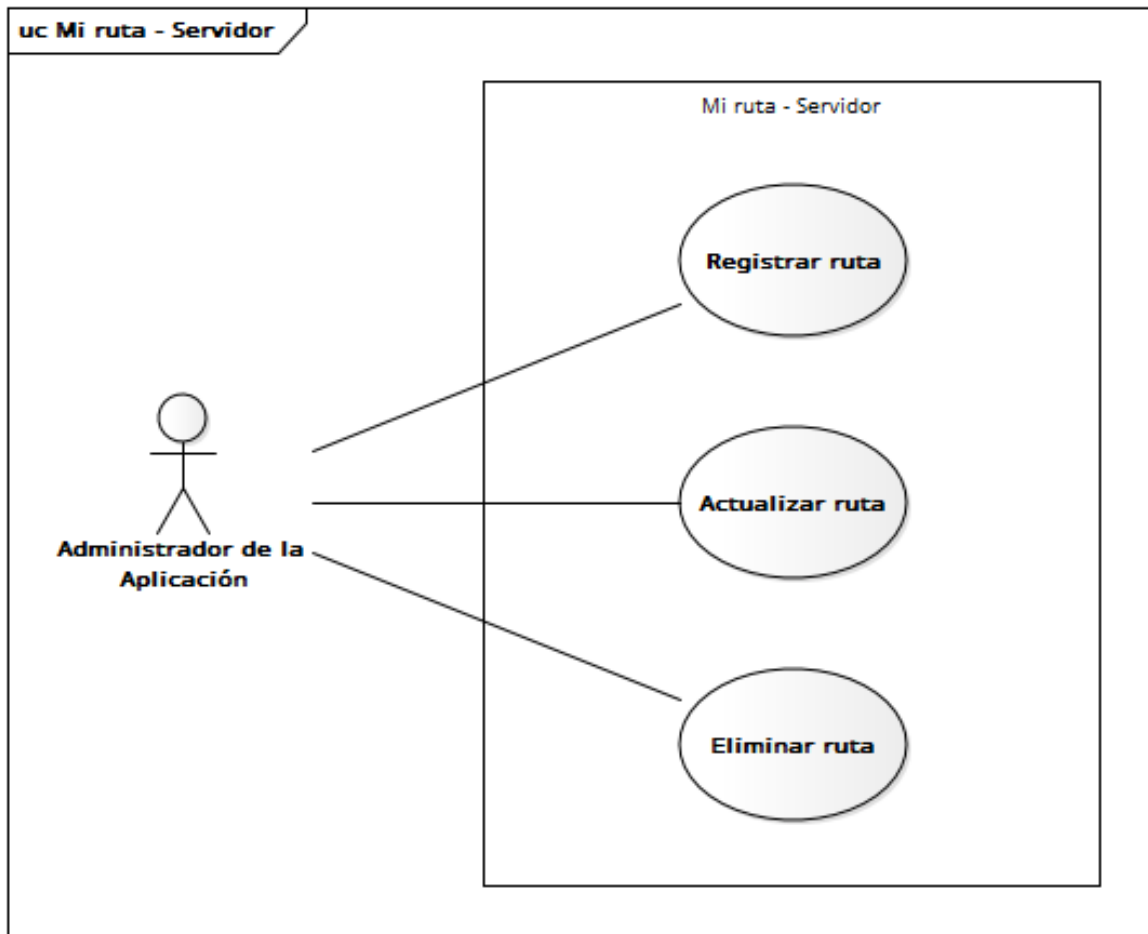 uc Mi ruta - Servidor
Mi ruta - Servidor
Registrar ruta
Actualizar ruta
Administrador de la
Aplicación
Eliminar ruta